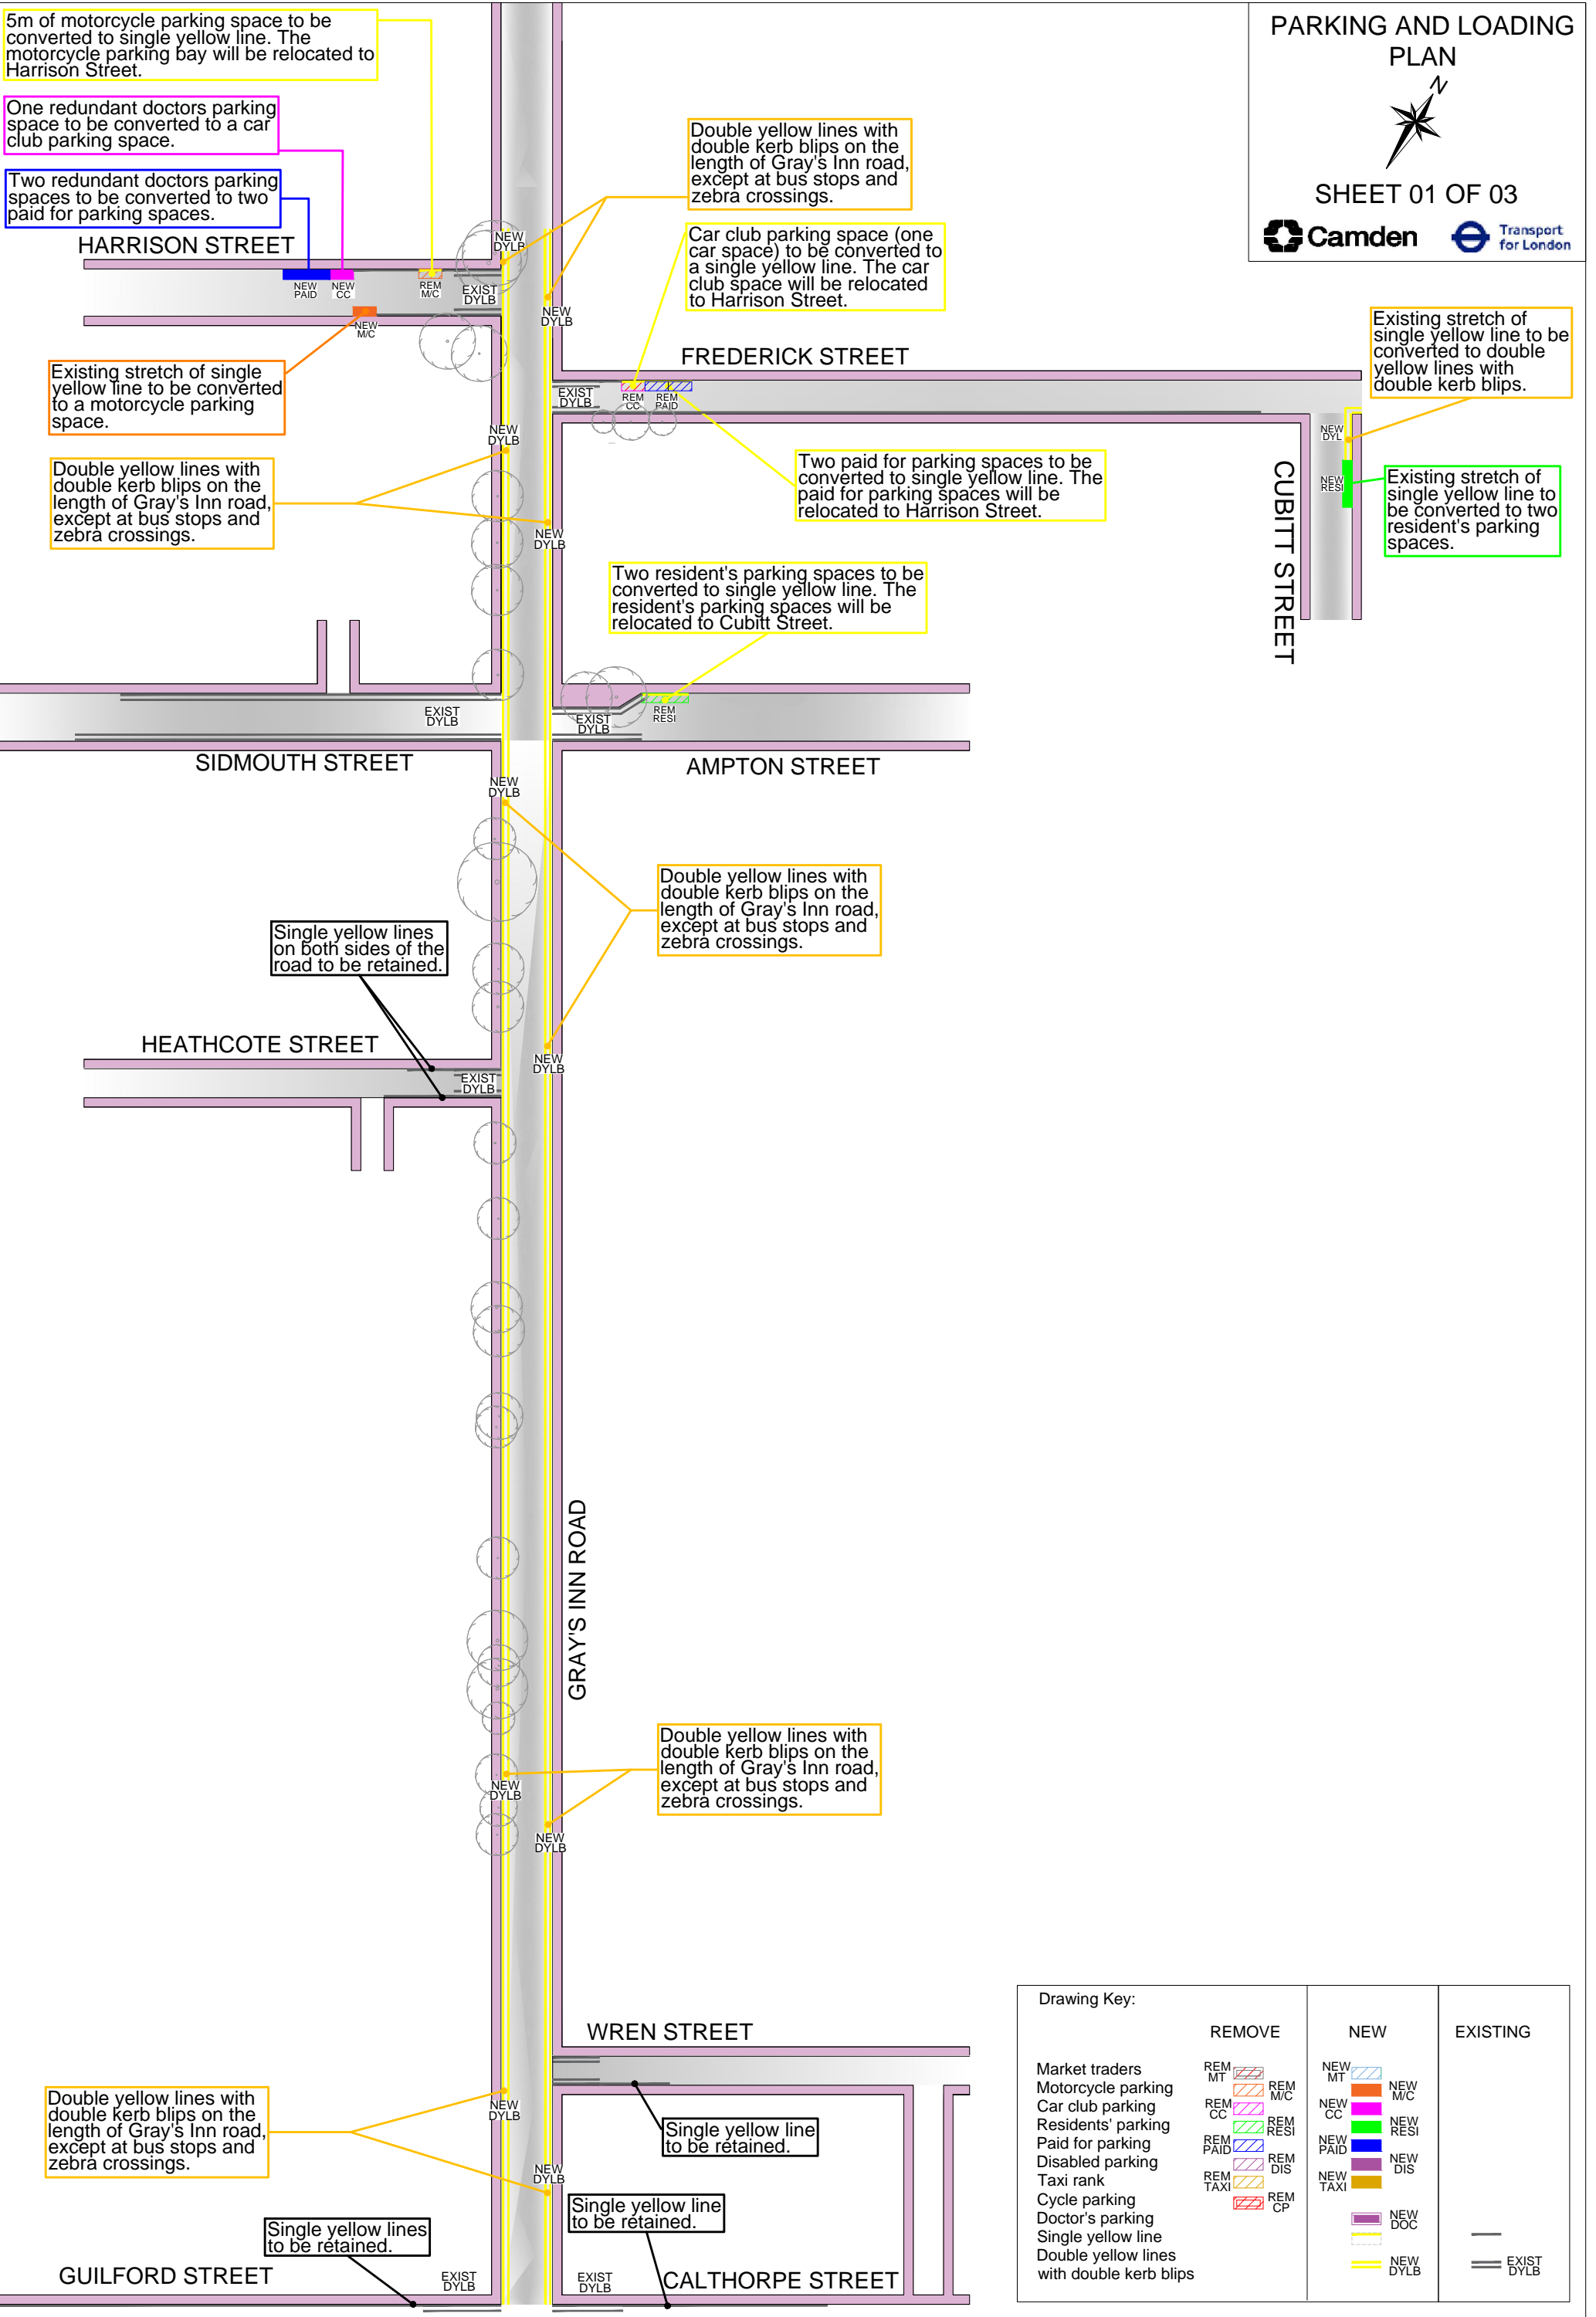 PARKING AND LOADING
PLAN
N
SHEET 01 OF 03
Camden
Transport
for London
5m of motorcycle parking space to be
converted to single yellow line. The
motorcycle parking bay will be relocated to
Harrison Street.
One redundant doctors parking
space to be converted to a car
club parking space.
Two redundant doctors parking
spaces to be converted to two
paid for parking spaces.
HARRISON STREET
NEW
PAID
NEW
CC
REM
M/C
EXIST
DYLB
NEW
DYLB
NEW
M/C
Double yellow lines with
double kerb blips on the
length of Gray's Inn road,
except at bus stops and
zebra crossings.
Car club parking space (one
car space) to be converted to
a single yellow line. The car
club space will be relocated
to Harrison Street.
NEW
DYLB
Existing stretch of single
yellow line to be converted
to a motorcycle parking
space.
FREDERICK STREET
EXIST
DYLB
REM
CC
REM
PAID
Existing stretch of
single yellow line to be
converted to double
yellow lines with
double kerb blips.
NEW
DYL
NEW
RESI
CUBITT STREET
Existing stretch of
single yellow line to
be converted to two
resident's parking
spaces.
NEW
DYLB
Double yellow lines with
double kerb blips on the
length of Gray's Inn road,
except at bus stops and
zebra crossings.
NEW
DYLB
Two paid for parking spaces to be
converted to single yellow line. The
paid for parking spaces will be
relocated to Harrison Street.
Two resident's parking spaces to be
converted to single yellow line. The
resident's parking spaces will be
relocated to Cubitt Street.
EXIST
DYLB
EXIST
DYLB
REM
RESI
SIDMOUTH STREET
AMPTON STREET
NEW
DYLB
Double yellow lines with
double kerb blips on the
length of Gray's Inn road,
except at bus stops and
zebra crossings.
Single yellow lines
on both sides of the
road to be retained.
HEATHCOTE STREET
EXIST
DYLB
NEW
DYLB
GRAY'S INN ROAD
Double yellow lines with
double kerb blips on the
length of Gray's Inn road,
except at bus stops and
zebra crossings.
NEW
DYLB
NEW
DYLB
WREN STREET
Double yellow lines with
double kerb blips on the
length of Gray's Inn road,
except at bus stops and
zebra crossings.
NEW
DYLB
NEW
DYLB
Single yellow line
to be retained.
Single yellow line
to be retained.
Single yellow lines
to be retained.
GUILFORD STREET
EXIST
DYLB
EXIST
DYLB
CALTHORPE STREET
Drawing Key:
REMOVE NEW EXISTING
Market traders REM MT NEW MT
Motorcycle parking REM M/C NEW M/C
Car club parking REM CC NEW CC
Residents' parking REM RESI NEW RESI
Paid for parking REM PAID NEW PAID
Disabled parking REM DIS NEW DIS
Taxi rank REM TAXI NEW TAXI
Cycle parking REM CP
Doctor's parking NEW DOC
Single yellow line
Double yellow lines
with double kerb blips NEW DYLB EXIST DYLB